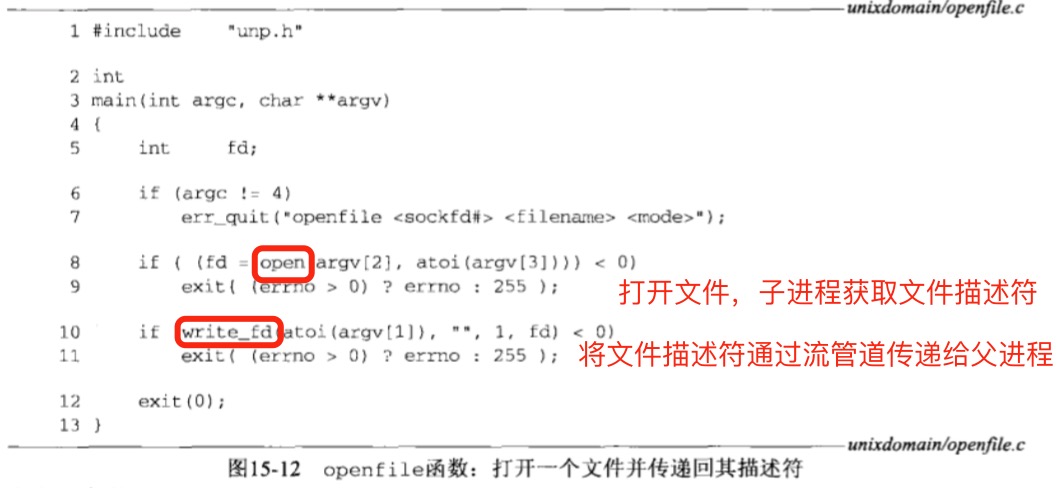 unixdomain/openfile.c
1 #include    "unp.h"
2 int
3 main(int argc, char **argv)
4 {
5     int     fd;
6     if (argc != 4)
7         err_quit("openfile <sockfd#> <filename> <mode>");
8     if ( (fd = open(argv[2], atoi(argv[3]))) < 0)
9         exit( (errno > 0) ? errno : 255 );
打开文件，子进程获取文件描述符
10     if (write_fd(atoi(argv[1]), "", 1, fd) < 0)
11         exit( (errno > 0) ? errno : 255 );
将文件描述符通过流管道传递给父进程
12     exit(0);
13 }
unixdomain/openfile.c
图15-12 openfile函数：打开一个文件并传递回其描述符